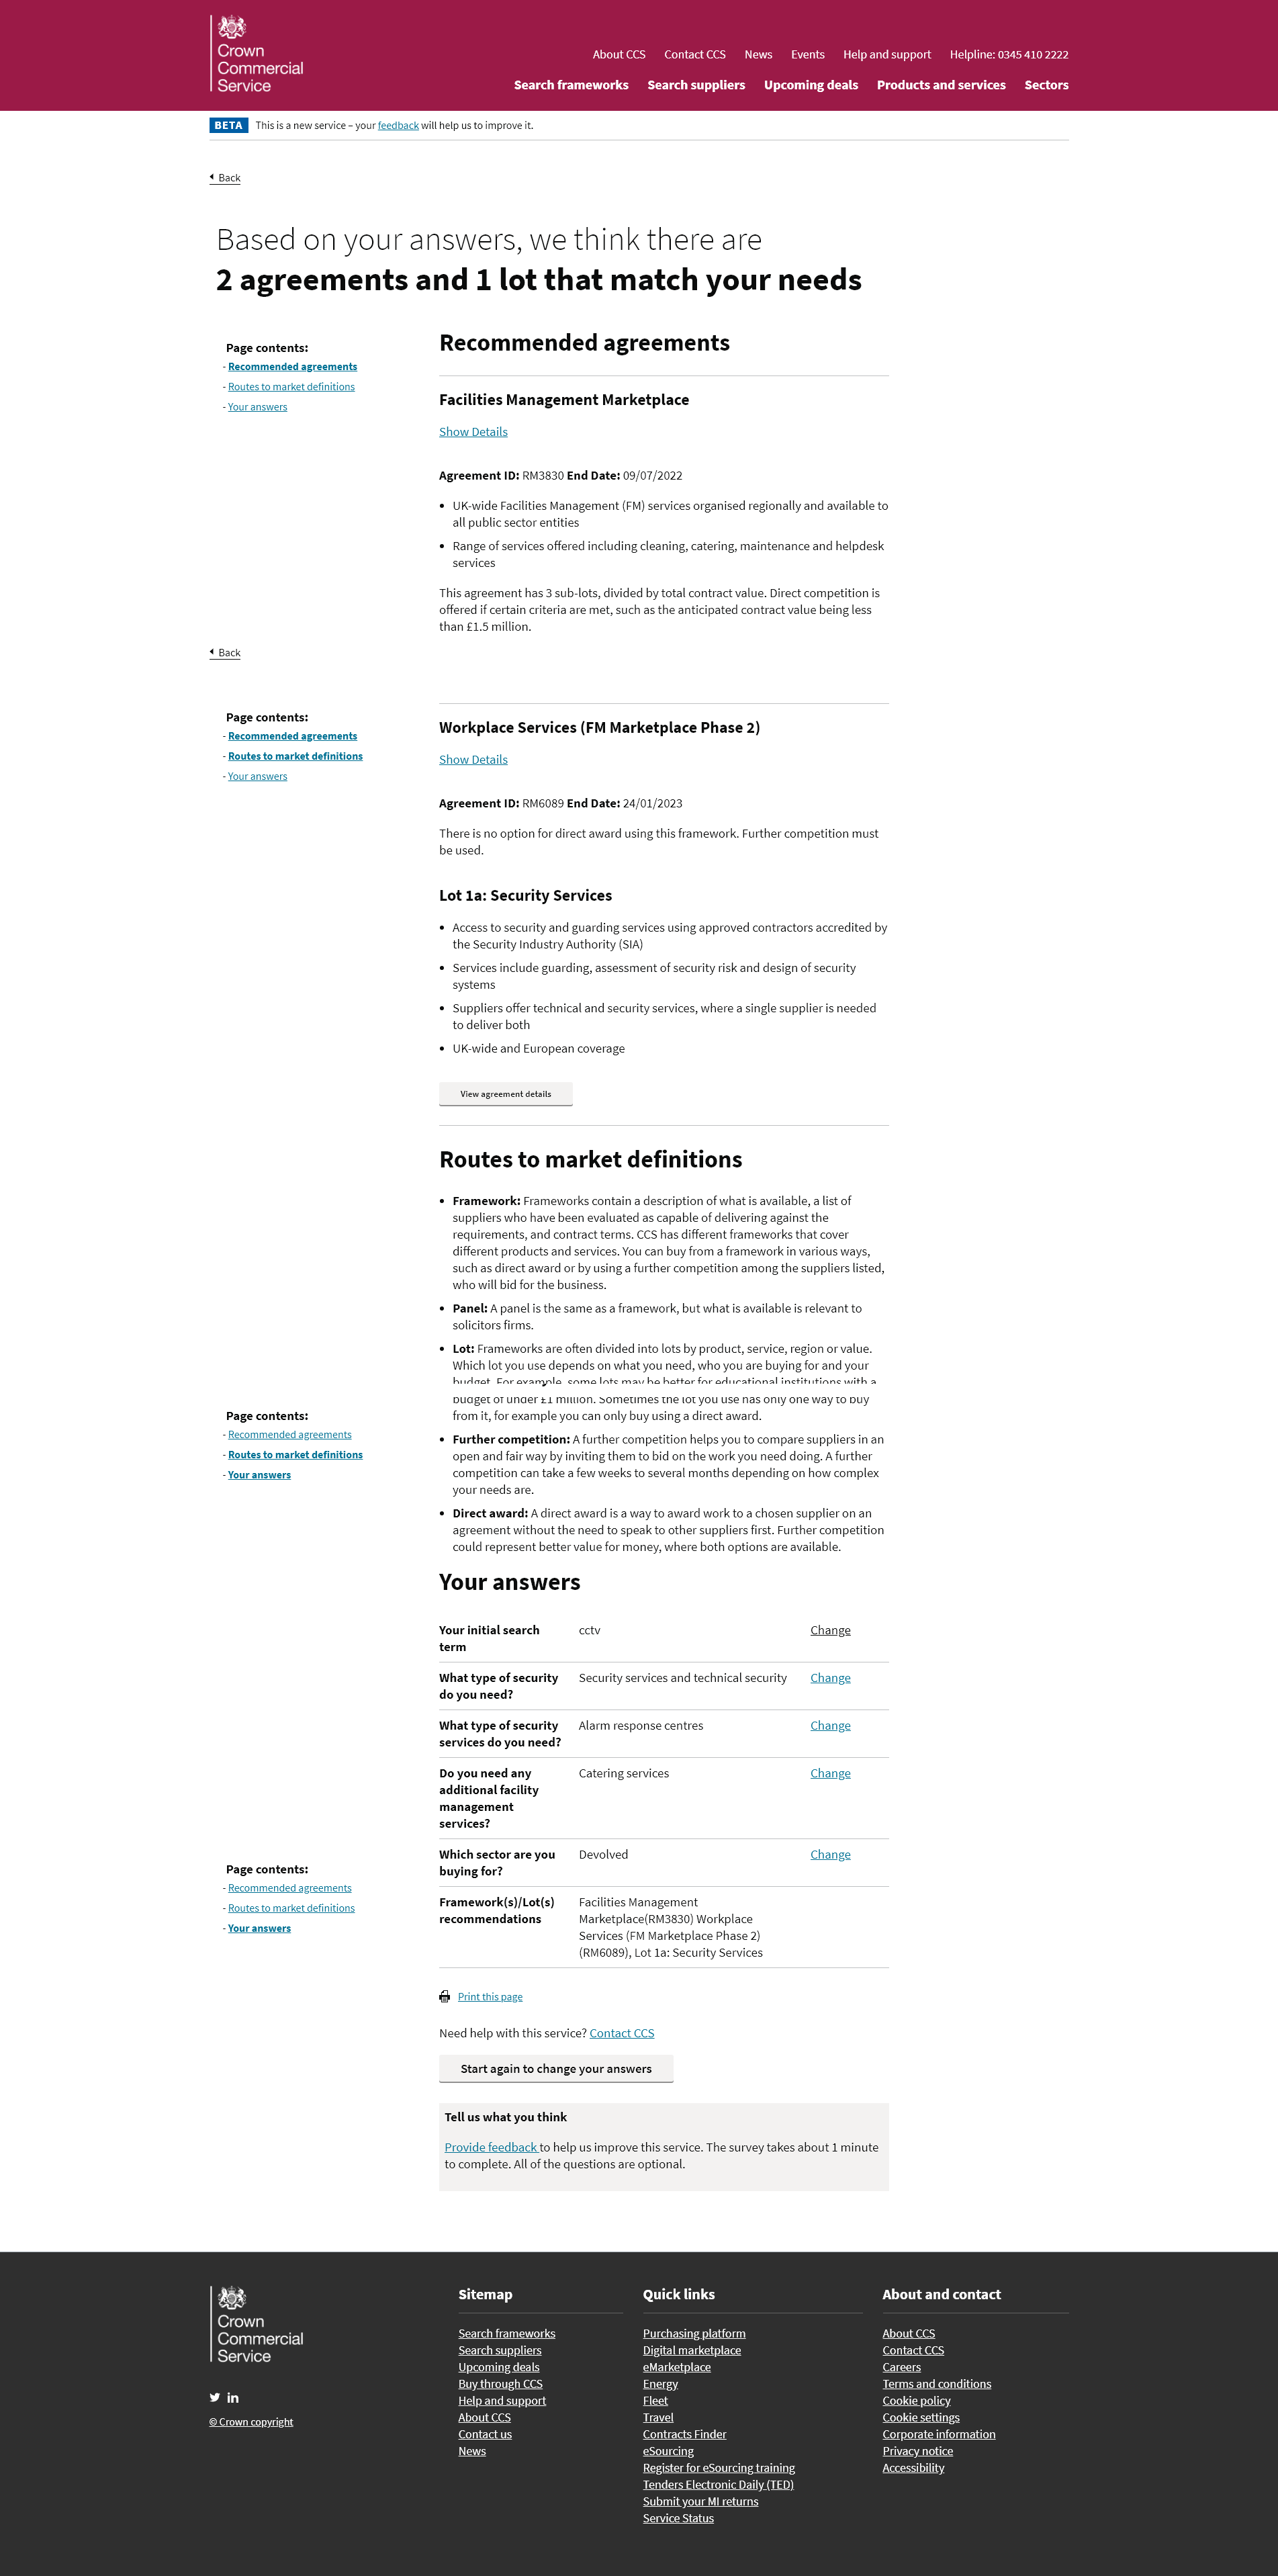 Crown
Commercial
Service
About CCS Contact CCS News Events Help and support Helpline: 0345 410 2222
Search frameworks Search suppliers Upcoming deals Products and services Sectors
BETA This is a new service – your feedback will help us to improve it.
Back
Based on your answers, we think there are
2 agreements and 1 lot that match your needs
Page contents:
- Recommended agreements
- Routes to market definitions
- Your answers
Recommended agreements
Facilities Management Marketplace
Show Details
Agreement ID: RM3830 End Date: 09/07/2022
• UK-wide Facilities Management (FM) services organised regionally and available to
all public sector entities
• Range of services offered including cleaning, catering, maintenance and helpdesk
services
This agreement has 3 sub-lots, divided by total contract value. Direct competition is
offered if certain criteria are met, such as the anticipated contract value being less
than £1.5 million.
Back
Page contents:
- Recommended agreements
- Routes to market definitions
- Your answers
Workplace Services (FM Marketplace Phase 2)
Show Details
Agreement ID: RM6089 End Date: 24/01/2023
There is no option for direct award using this framework. Further competition must
be used.
Lot 1a: Security Services
• Access to security and guarding services using approved contractors accredited by
the Security Industry Authority (SIA)
• Services include guarding, assessment of security risk and design of security
systems
• Suppliers offer technical and security services, where a single supplier is needed
to deliver both
• UK-wide and European coverage
View agreement details
Routes to market definitions
• Framework: Frameworks contain a description of what is available, a list of
suppliers who have been evaluated as capable of delivering against the
requirements, and contract terms. CCS has different frameworks that cover
different products and services. You can buy from a framework in various ways,
such as direct award or by using a further competition among the suppliers listed,
who will bid for the business.
• Panel: A panel is the same as a framework, but what is available is relevant to
solicitors firms.
• Lot: Frameworks are often divided into lots by product, service, region or value.
Which lot you use depends on what you need, who you are buying for and your
budget. For example, some lots may be better for educational institutions with a
budget of under £1 million. Sometimes the lot you use has only one way to buy
from it, for example you can only buy using a direct award.
Page contents:
- Recommended agreements
- Routes to market definitions
- Your answers
• Further competition: A further competition helps you to compare suppliers in an
open and fair way by inviting them to bid on the work you need doing. A further
competition can take a few weeks to several months depending on how complex
your needs are.
• Direct award: A direct award is a way to award work to a chosen supplier on an
agreement without the need to speak to other suppliers first. Further competition
could represent better value for money, where both options are available.
Your answers
Your initial search cctv Change
term
What type of security Security services and technical security Change
do you need?
What type of security Alarm response centres Change
services do you need?
Do you need any Catering services Change
additional facility
management
services?
Which sector are you Devolved Change
buying for?
Page contents:
- Recommended agreements
- Routes to market definitions
- Your answers
Framework(s)/Lot(s) Facilities Management
recommendations Marketplace(RM3830) Workplace
Services (FM Marketplace Phase 2)
(RM6089), Lot 1a: Security Services
Print this page
Need help with this service? Contact CCS
Start again to change your answers
Tell us what you think
Provide feedback to help us improve this service. The survey takes about 1 minute
to complete. All of the questions are optional.
Crown
Commercial
Service
© Crown copyright
Sitemap
Search frameworks
Search suppliers
Upcoming deals
Buy through CCS
Help and support
About CCS
Contact us
News
Quick links
Purchasing platform
Digital marketplace
eMarketplace
Energy
Fleet
Travel
Contracts Finder
eSourcing
Register for eSourcing training
Tenders Electronic Daily (TED)
Submit your MI returns
Service Status
About and contact
About CCS
Contact CCS
Careers
Terms and conditions
Cookie policy
Cookie settings
Corporate information
Privacy notice
Accessibility